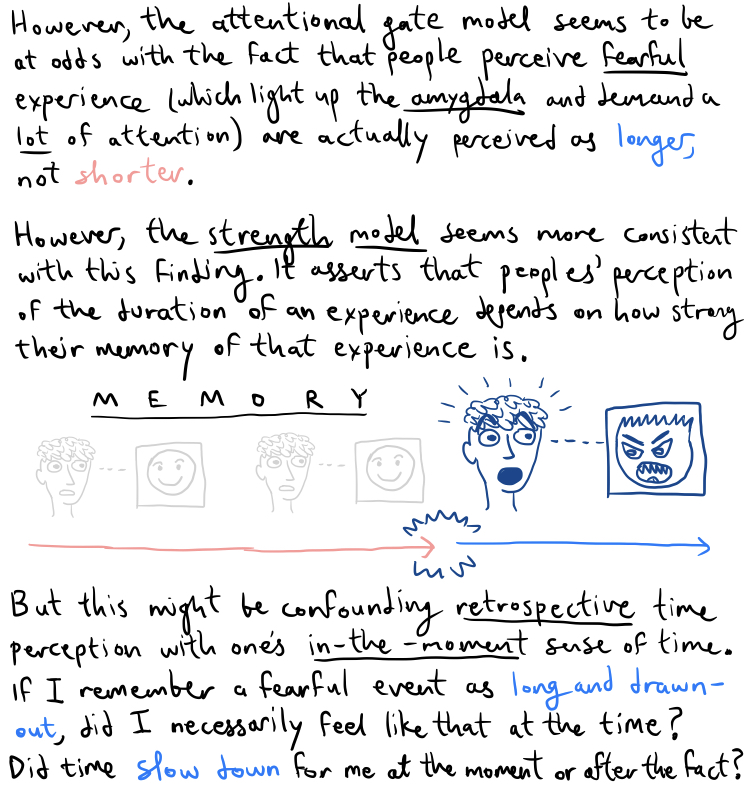 However, the attentional gate model seems to be
at odds with the fact that people perceive fearful
experience (which light up the amygdala and demand a
lot of attention) are actually perceived as longer,
not shorter.
However, the strength model seems more consistent
with this finding. It asserts that peoples' perception
of the duration of an experience depends on how strong
their memory of that experience is.
MEMORY
But this might be confounding retrospective time
perception with one's in-the-moment sense of time.
If I remember a fearful event as long and drawn-
out, did I necessarily feel like that at the time?
Did time slow down for me at the moment or after the fact?